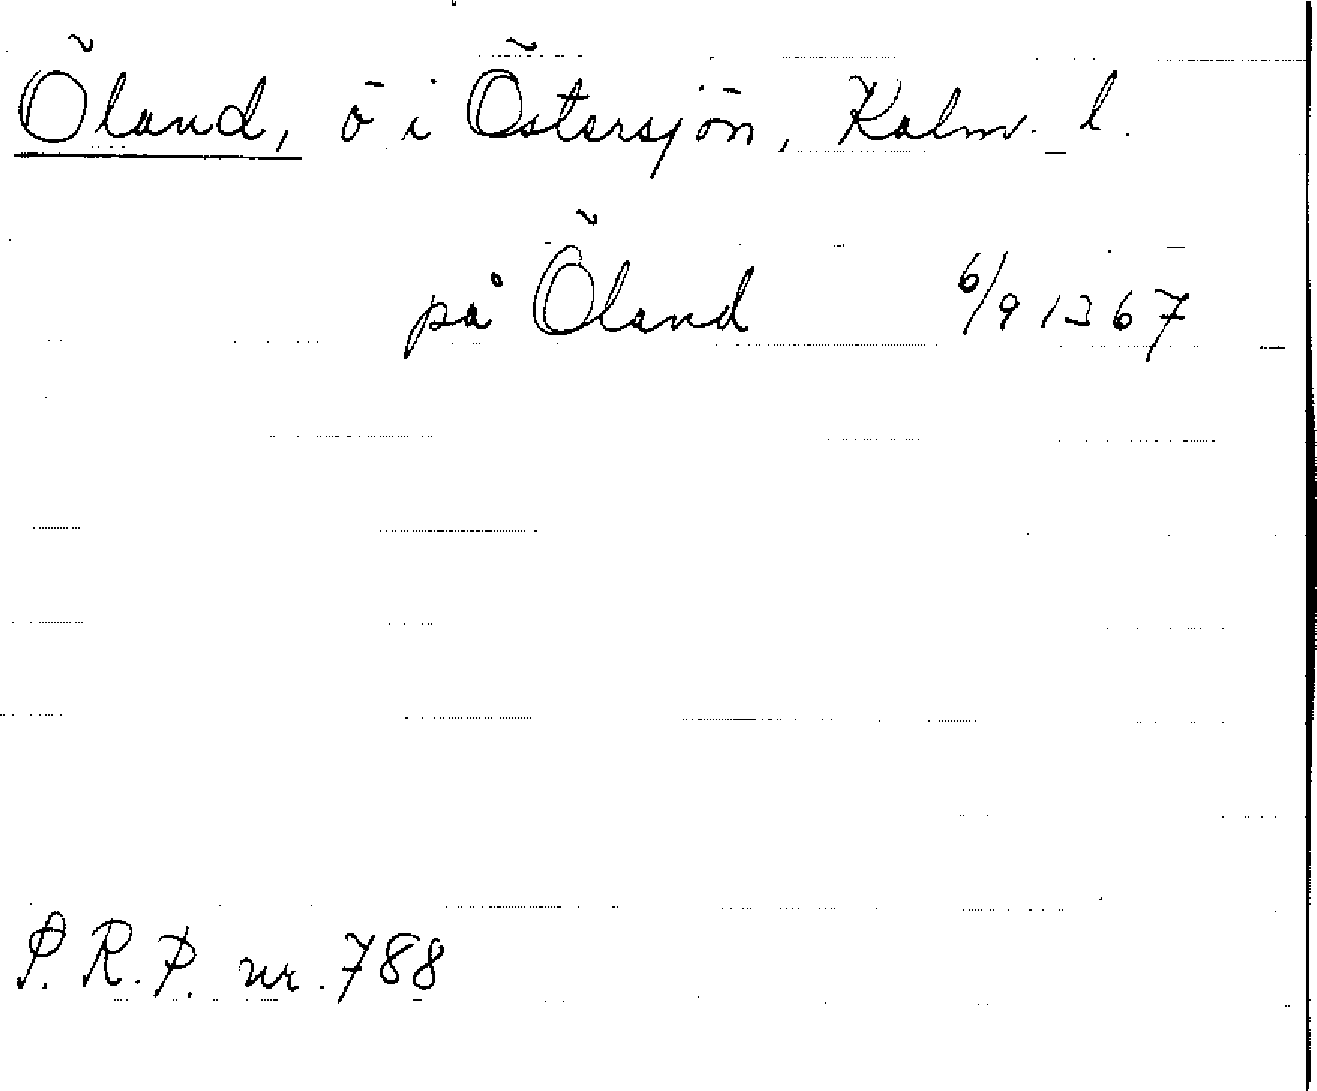 Öland, ö i Östersjön, Kalm. l.
på Öland 6/9 1367
P.R.P. nr. 788